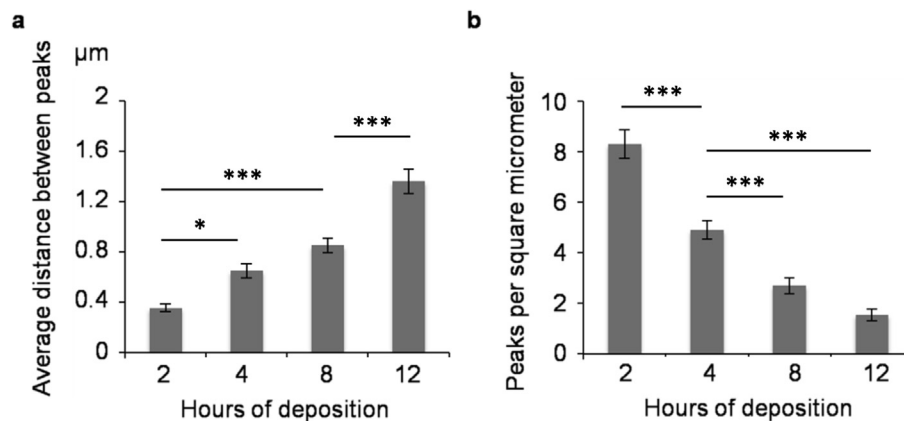 a
µm
Average distance between peaks
2
1.6
1.2
0.8
0.4
0
***
***
*
2 4 8 12
Hours of deposition
b
Peaks per square micrometer
10
8
6
4
2
0
***
***
***
2 4 8 12
Hours of deposition